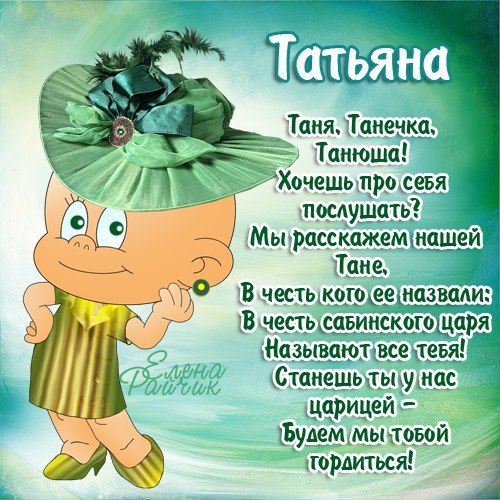 Татьяна
Таня, Танечка,
Танюша!
Хочешь про себя
послушать?
Мы расскажем нашей
Тане,
В честь кого ее назвали:
В честь сабинского царя
Называют все тебя!
Станешь ты у нас
царицей –
Будем мы тобой
гордиться!
Елена
Райчик